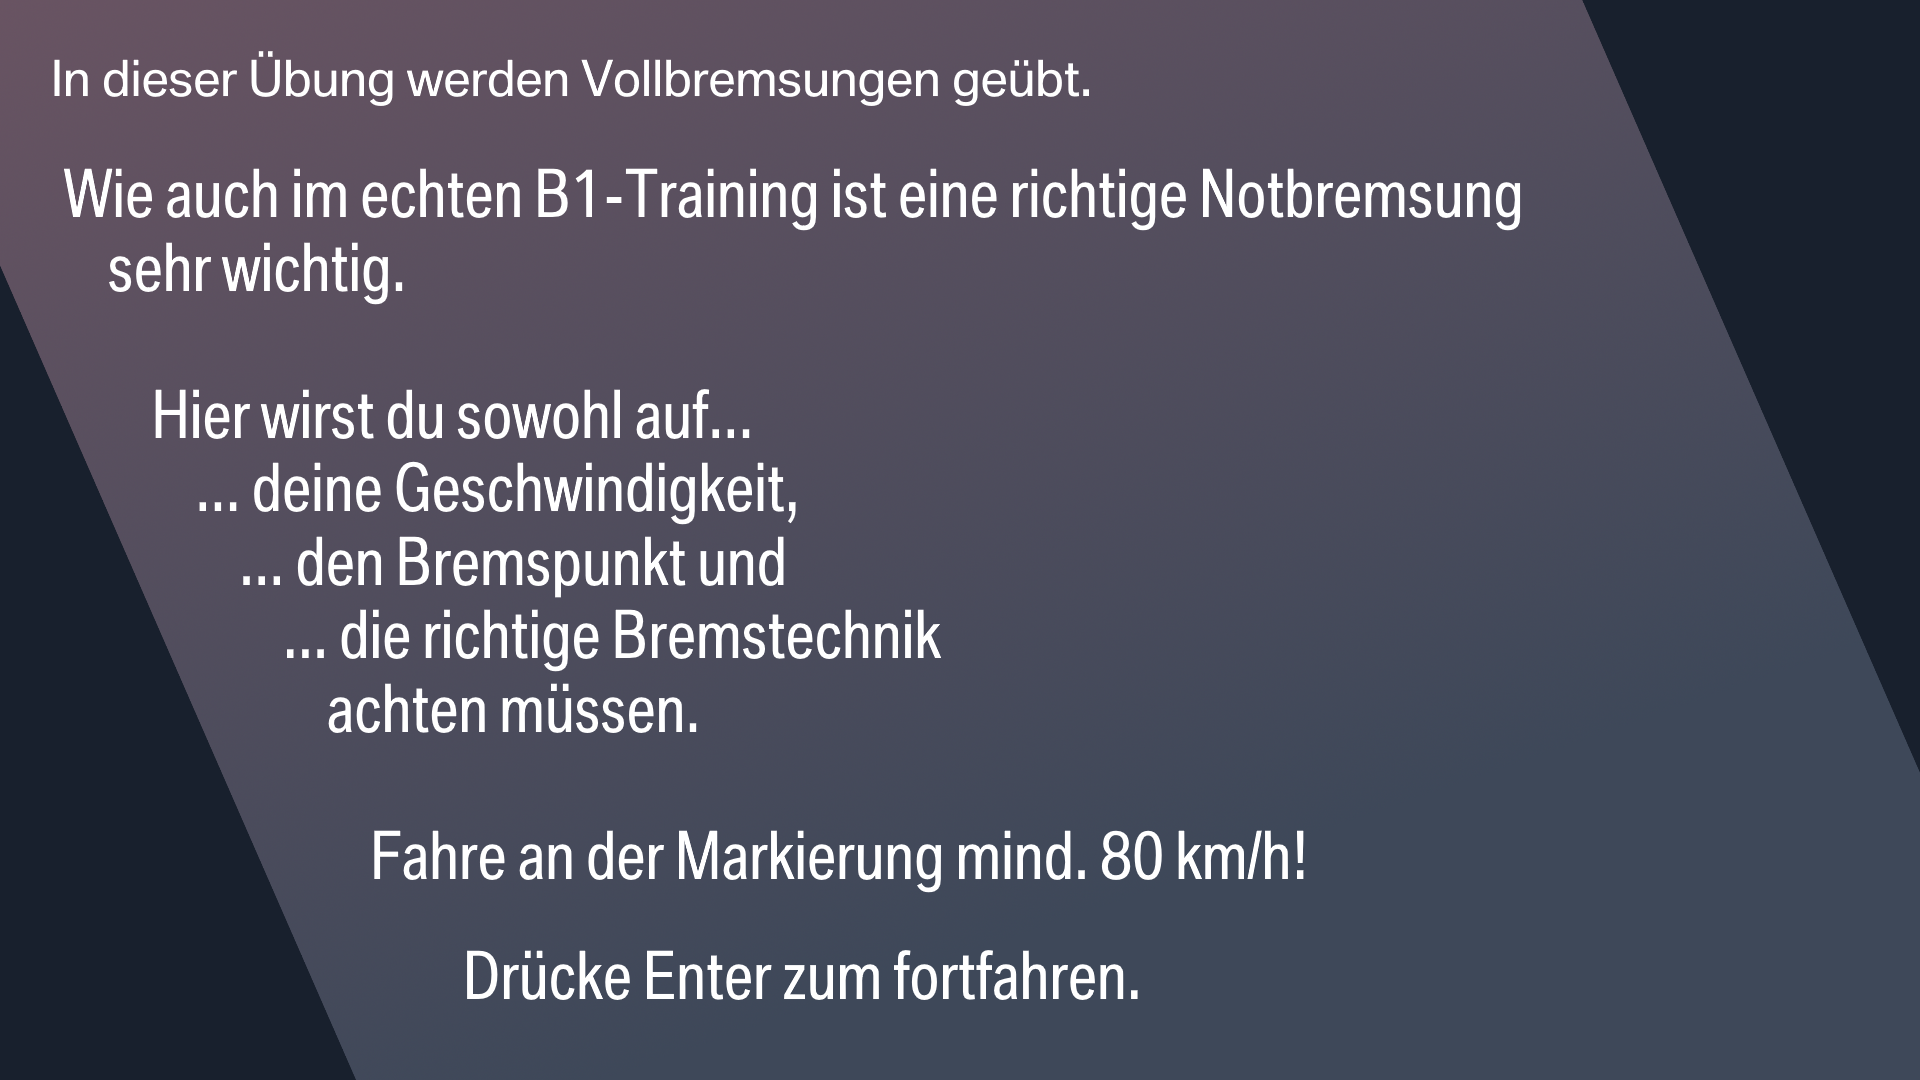 In dieser Übung werden Vollbremsungen geübt.
Wie auch im echten B1-Training ist eine richtige Notbremsung
sehr wichtig.
Hier wirst du sowohl auf...
... deine Geschwindigkeit,
... den Bremspunkt und
... die richtige Bremstechnik
achten müssen.
Fahre an der Markierung mind. 80 km/h!
Drücke Enter zum fortfahren.